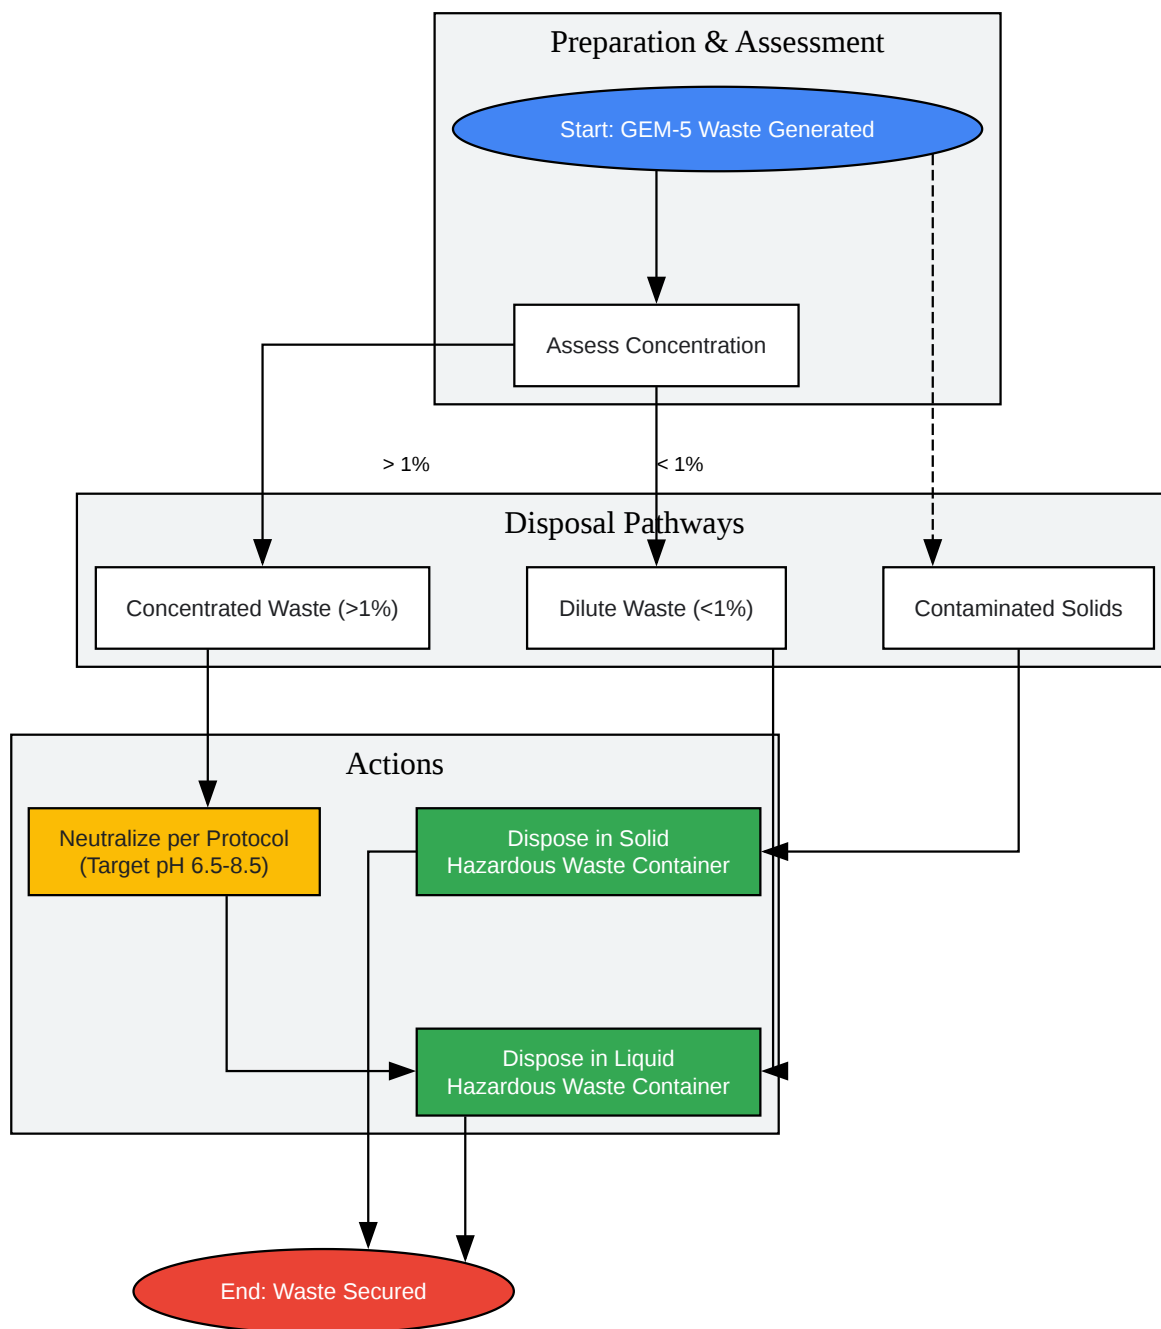 Preparation & Assessment
Start: GEM-5 Waste Generated
Assess Concentration
> 1%
< 1%
Disposal Pathways
Concentrated Waste (>1%)
Dilute Waste (<1%)
Contaminated Solids
Actions
Neutralize per Protocol
(Target pH 6.5-8.5)
Dispose in Solid
Hazardous Waste Container
Dispose in Liquid
Hazardous Waste Container
End: Waste Secured